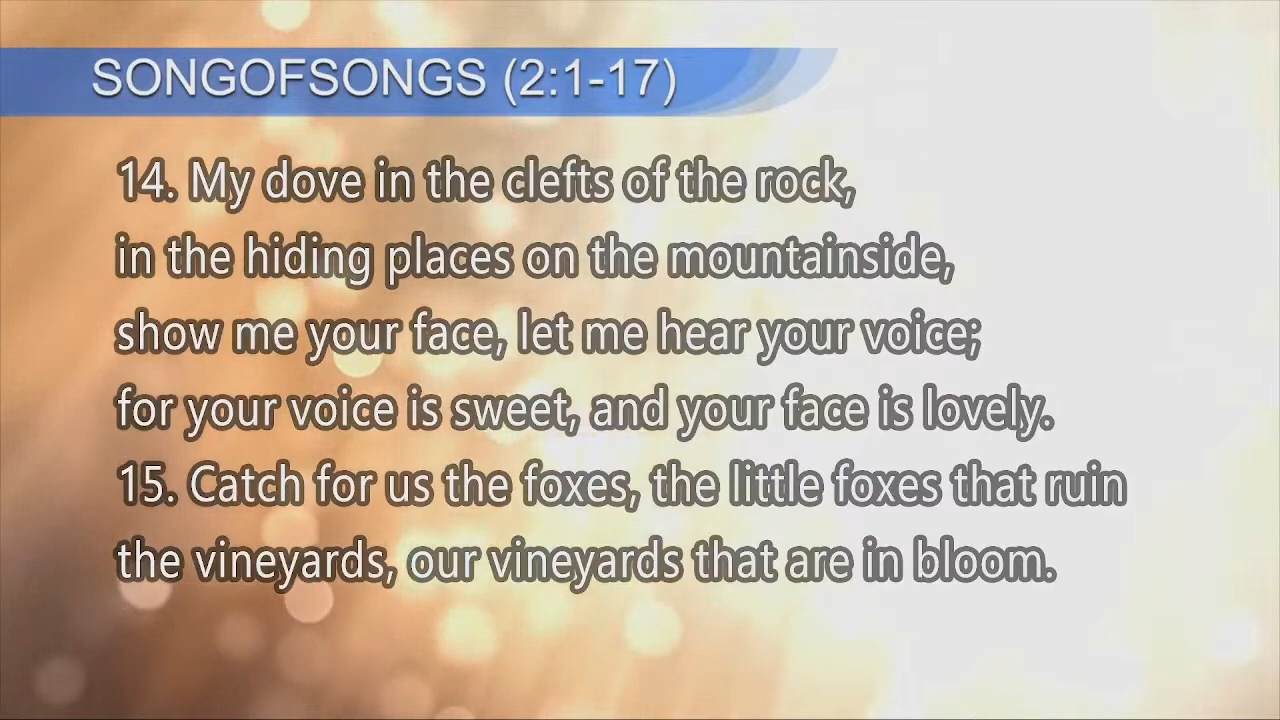 SONGOFSONGS (2:1-17)
14. My dove in the clefts of the rock,
in the hiding places on the mountainside,
show me your face, let me hear your voice;
for your voice is sweet, and your face is lovely.
15. Catch for us the foxes, the little foxes that ruin
the vineyards, our vineyards that are in bloom.